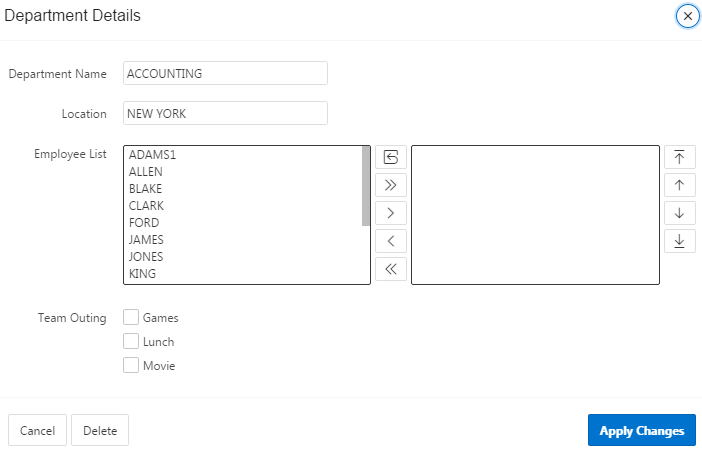 Department Details
Department Name ACCOUNTING
Location NEW YORK
Employee List
ADAMS1
ALLEN
BLAKE
CLARK
FORD
JAMES
JONES
KING
Team Outing
Games
Lunch
Movie
Cancel Delete Apply Changes